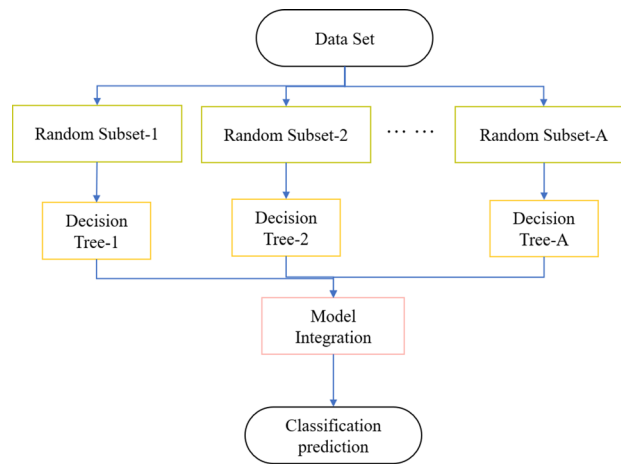 Data Set
Random Subset-1
Random Subset-2
... ...
Random Subset-A
Decision
Tree-1
Decision
Tree-2
Decision
Tree-A
Model
Integration
Classification
prediction